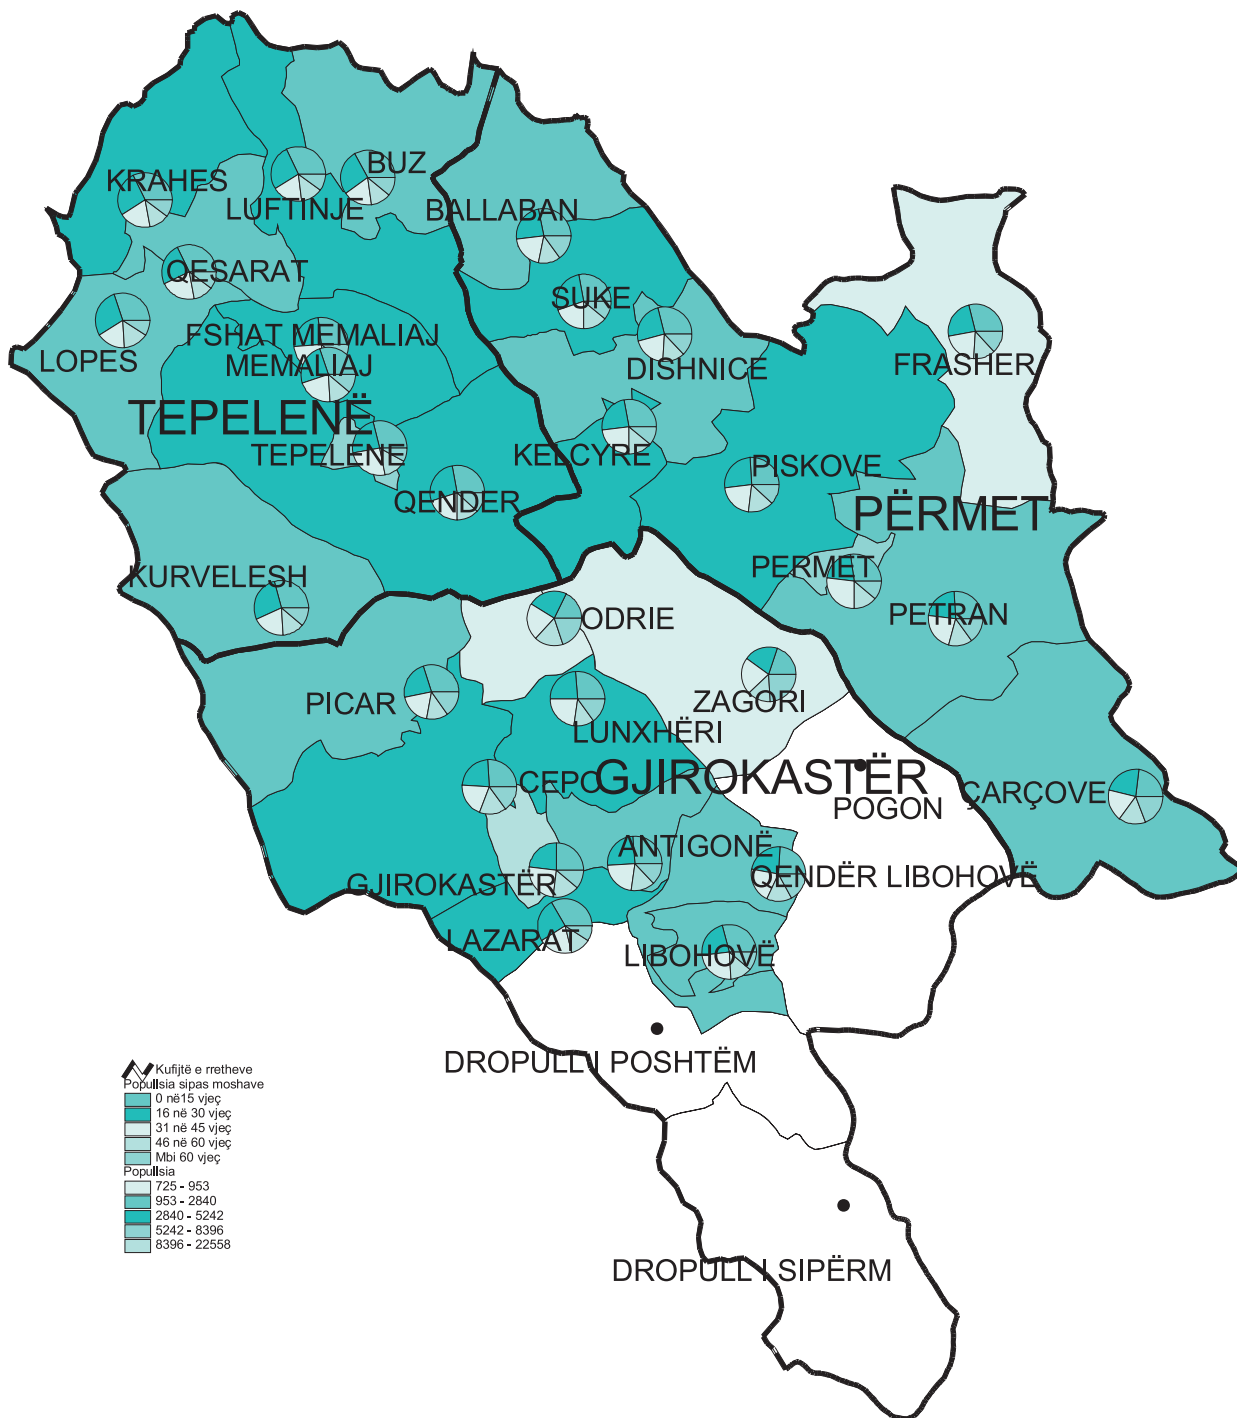 BUZ
KRAHES
LUFTINJE
BALLABAN
QESARAT
SUKE
FSHAT MEMALIAJ
LOPES
MEMALIAJ
DISHNICE
FRASHER
TEPELENË
TEPELENE
KELCYRE
PISKOVE
QENDER
PËRMET
KURVELESH
PERMET
ODRIE
PETRAN
PICAR
ZAGORI
LUNXHËRI
CEPO
GJIROKASTËR
POGON
ÇARÇOVE
ANTIGONË
GJIROKASTËR
QENDËR LIBOHOVË
LAZARAT
LIBOHOVË
DROPULL I POSHTËM
DROPULL I SIPËRM
Kufijtë e rretheve
Popullsia sipas moshave
0 në15 vjeç
16 në 30 vjeç
31 në 45 vjeç
46 në 60 vjeç
Mbi 60 vjeç
Popullsia
725 - 953
953 - 2840
2840 - 5242
5242 - 8396
8396 - 22558